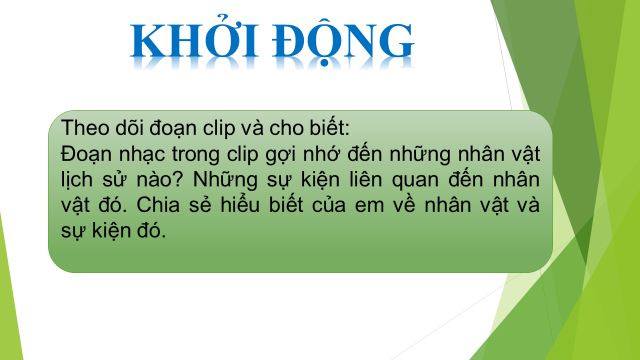 KHỞI ĐỘNG
Theo dõi đoạn clip và cho biết:
Đoạn nhạc trong clip gợi nhớ đến những nhân vật
lịch sử nào? Những sự kiện liên quan đến nhân
vật đó. Chia sẻ hiểu biết của em về nhân vật và
sự kiện đó.